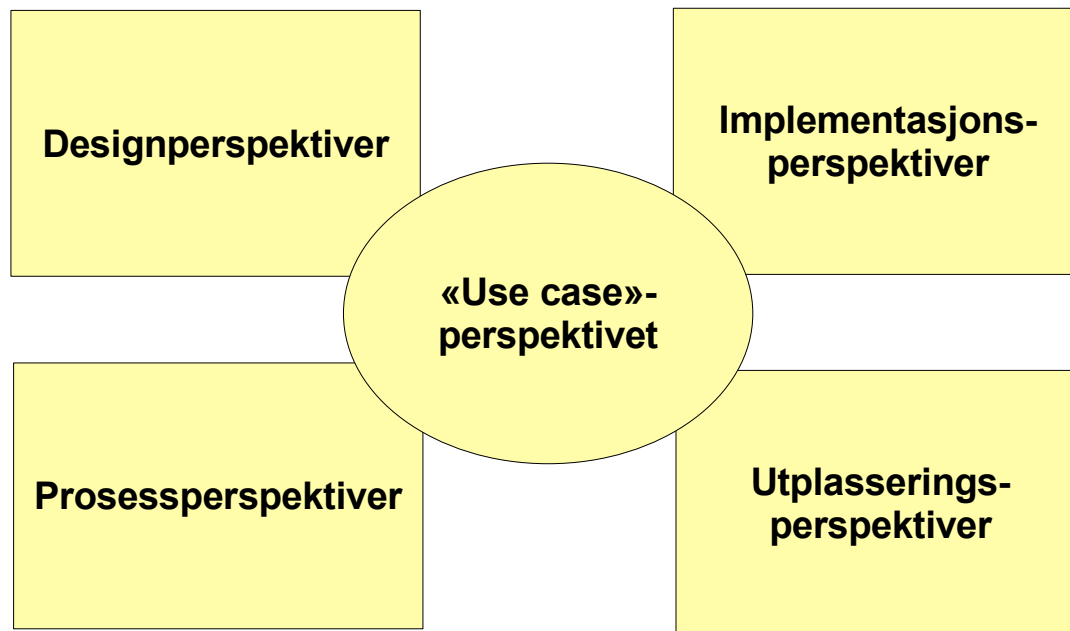 Designperspektiver
Implementasjons-
perspektiver
«Use case»-
perspektivet
Prosessperspektiver
Utplasserings-
perspektiver